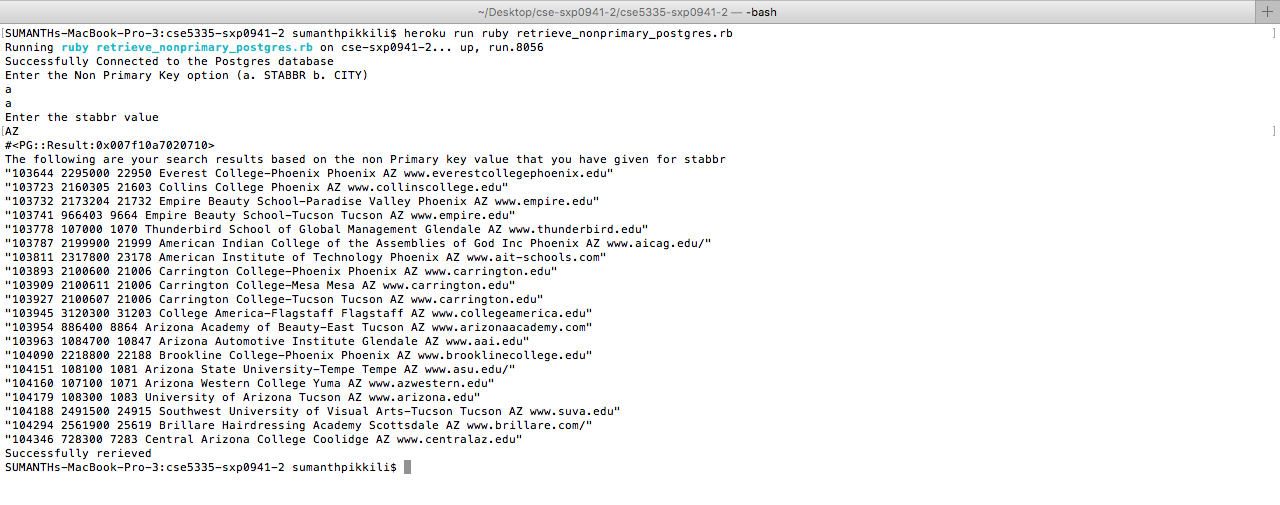 ~/Desktop/cse-sxp0941-2/cse5335-sxp0941-2 — -bash
[SUMANTHs-MacBook-Pro-3:cse5335-sxp0941-2 sumanthpikkili$ heroku run ruby retrieve_nonprimary_postgres.rb ]
Running ruby retrieve_nonprimary_postgres.rb on cse-sxp0941-2... up, run.8056
Successfully Connected to the Postgres database
Enter the Non Primary Key option (a. STABBR b. CITY)
a
a
Enter the stabbr value
[AZ ]
#<PG::Result:0x007f10a7020710>
The following are your search results based on the non Primary key value that you have given for stabbr
"103644 2295000 22950 Everest College-Phoenix Phoenix AZ www.everestcollegephoenix.edu"
"103723 2160305 21603 Collins College Phoenix AZ www.collinscollege.edu"
"103732 2173204 21732 Empire Beauty School-Paradise Valley Phoenix AZ www.empire.edu"
"103741 966403 9664 Empire Beauty School-Tucson Tucson AZ www.empire.edu"
"103778 107000 1070 Thunderbird School of Global Management Glendale AZ www.thunderbird.edu"
"103787 2199900 21999 American Indian College of the Assemblies of God Inc Phoenix AZ www.aicag.edu/"
"103811 2317800 23178 American Institute of Technology Phoenix AZ www.ait-schools.com"
"103893 2100600 21006 Carrington College-Phoenix Phoenix AZ www.carrington.edu"
"103909 2100611 21006 Carrington College-Mesa Mesa AZ www.carrington.edu"
"103927 2100607 21006 Carrington College-Tucson Tucson AZ www.carrington.edu"
"103945 3120300 31203 College America-Flagstaff Flagstaff AZ www.collegeamerica.edu"
"103954 886400 8864 Arizona Academy of Beauty-East Tucson AZ www.arizonaacademy.com"
"103963 1084700 10847 Arizona Automotive Institute Glendale AZ www.aai.edu"
"104090 2218800 22188 Brookline College-Phoenix Phoenix AZ www.brooklinecollege.edu"
"104151 108100 1081 Arizona State University-Tempe Tempe AZ www.asu.edu/"
"104160 107100 1071 Arizona Western College Yuma AZ www.azwestern.edu"
"104179 108300 1083 University of Arizona Tucson AZ www.arizona.edu"
"104188 2491500 24915 Southwest University of Visual Arts-Tucson Tucson AZ www.suva.edu"
"104294 2561900 25619 Brillare Hairdressing Academy Scottsdale AZ www.brillare.com/"
"104346 728300 7283 Central Arizona College Coolidge AZ www.centralaz.edu"
Successfully rerieved
SUMANTHs-MacBook-Pro-3:cse5335-sxp0941-2 sumanthpikkili$